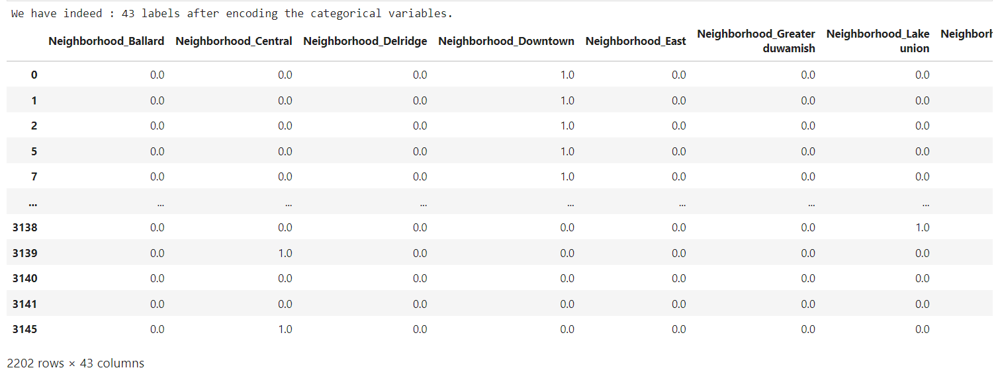 We have indeed : 43 labels after encoding the categorical variables.
Neighborhood_Ballard Neighborhood_Central Neighborhood_Delridge Neighborhood_Downtown Neighborhood_East Neighborhood_Greater duwamish Neighborhood_Lake union Neighborh
0 0.0 0.0 0.0 1.0 0.0 0.0 0.0
1 0.0 0.0 0.0 1.0 0.0 0.0 0.0
2 0.0 0.0 0.0 1.0 0.0 0.0 0.0
5 0.0 0.0 0.0 1.0 0.0 0.0 0.0
7 0.0 0.0 0.0 1.0 0.0 0.0 0.0
... ... ... ... ... ... ... ...
3138 0.0 0.0 0.0 0.0 0.0 0.0 1.0
3139 0.0 1.0 0.0 0.0 0.0 0.0 0.0
3140 0.0 0.0 0.0 0.0 0.0 0.0 0.0
3141 0.0 0.0 0.0 0.0 0.0 0.0 0.0
3145 0.0 1.0 0.0 0.0 0.0 0.0 0.0
2202 rows × 43 columns